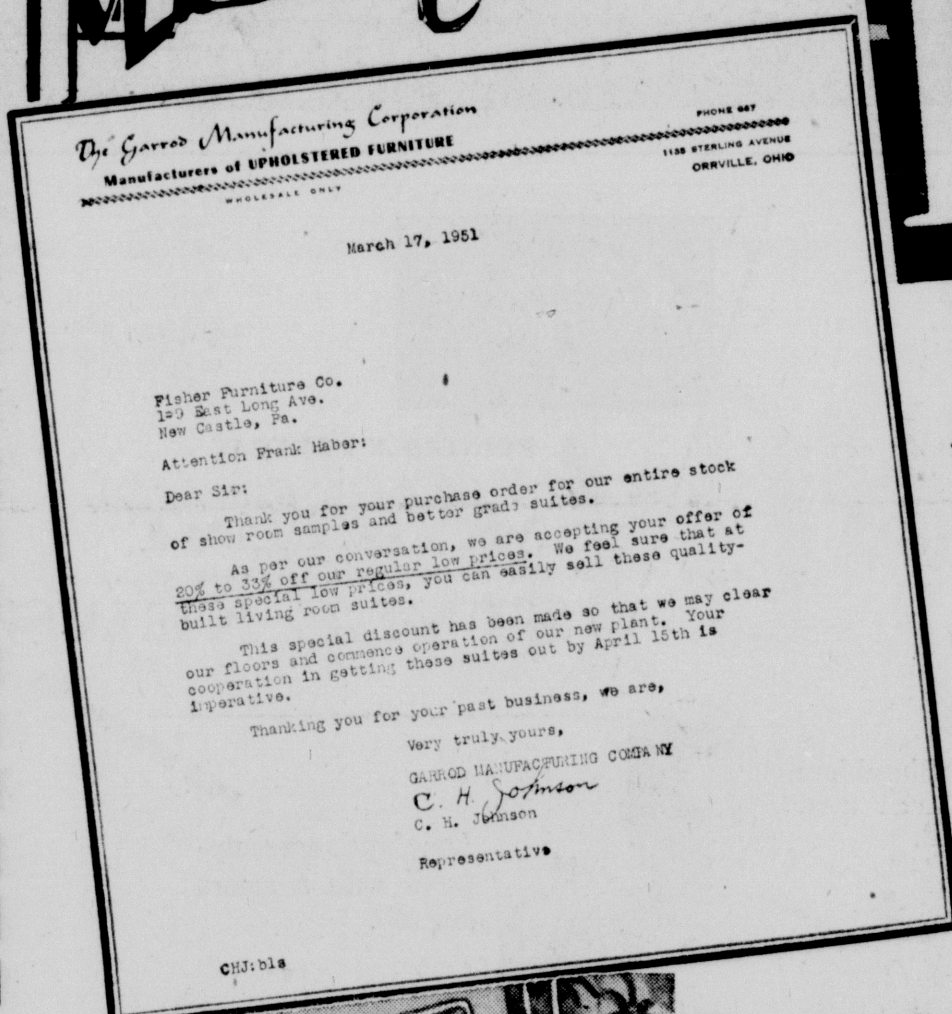 The Garrod Manufacturing Corporation
Manufacturers of UPHOLSTERED FURNITURE
WHOLESALE ONLY
PHONE 667
1135 STERLING AVENUE
ORRVILLE, OHIO
March 17, 1951
Fisher Furniture Co.
East Long Ave.
New Castle, Pa.
Attention Frank Haber:
Dear Sir:
Thank you for your purchase order for our entire stock
of show room samples and better grade suites.
As per our conversation, we are accepting your offer of
20% to 33% off our regular low prices. We feel sure that at
these special low prices, you can easily sell these quality-
built living room suites.
This special discount has been made so that we may clear
our floors and commence operation of our new plant. Your
cooperation in getting these suites out by April 15th is
imperative.
Thanking you for your past business, we are,
Very truly yours,
GARROD MANUFACTURING COMPANY
C. H. Johnson
C. H. Johnson
Representative
CHJ:bls